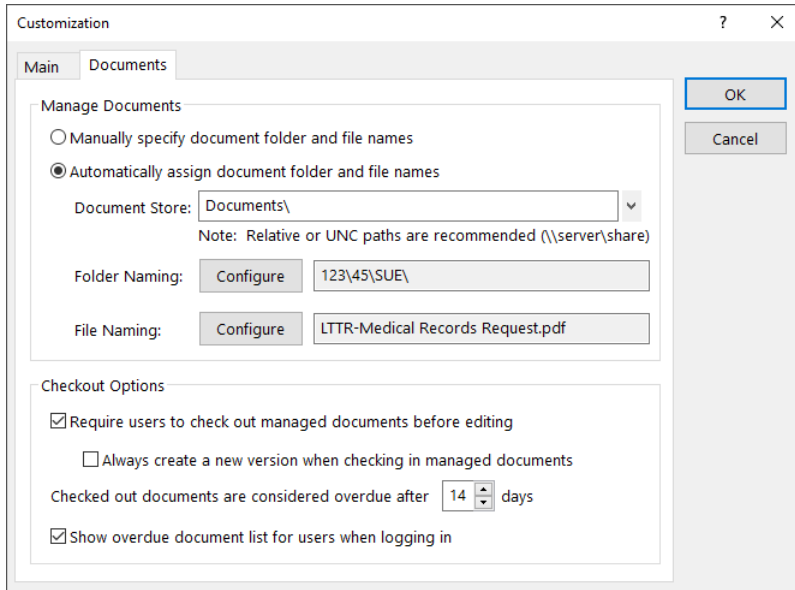 Customization
Main
Documents
OK
Cancel
Manage Documents
Manually specify document folder and file names
Automatically assign document folder and file names
Document Store: Documents\
Note:  Relative or UNC paths are recommended (\\server\share)
Folder Naming: Configure 123\45\SUE\
File Naming: Configure LTTR-Medical Records Request.pdf
Checkout Options
Require users to check out managed documents before editing
Always create a new version when checking in managed documents
Checked out documents are considered overdue after 14 days
Show overdue document list for users when logging in